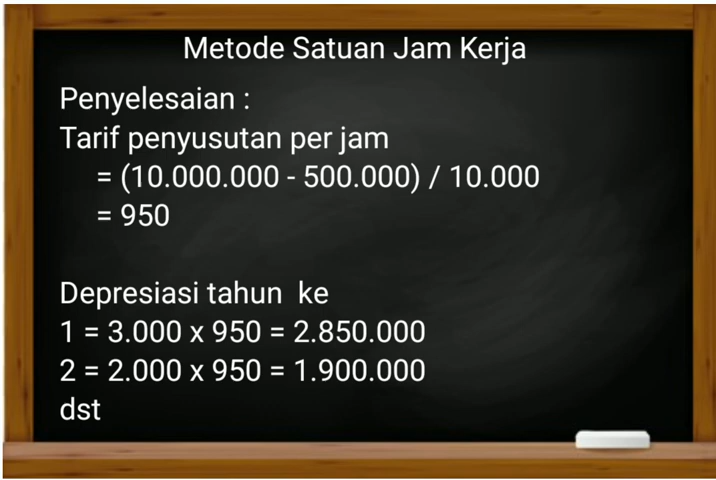 Metode Satuan Jam Kerja
Penyelesaian :
Tarif penyusutan per jam
= (10.000.000 - 500.000) / 10.000
= 950
Depresiasi tahun ke
1 = 3.000 x 950 = 2.850.000
2 = 2.000 x 950 = 1.900.000
dst